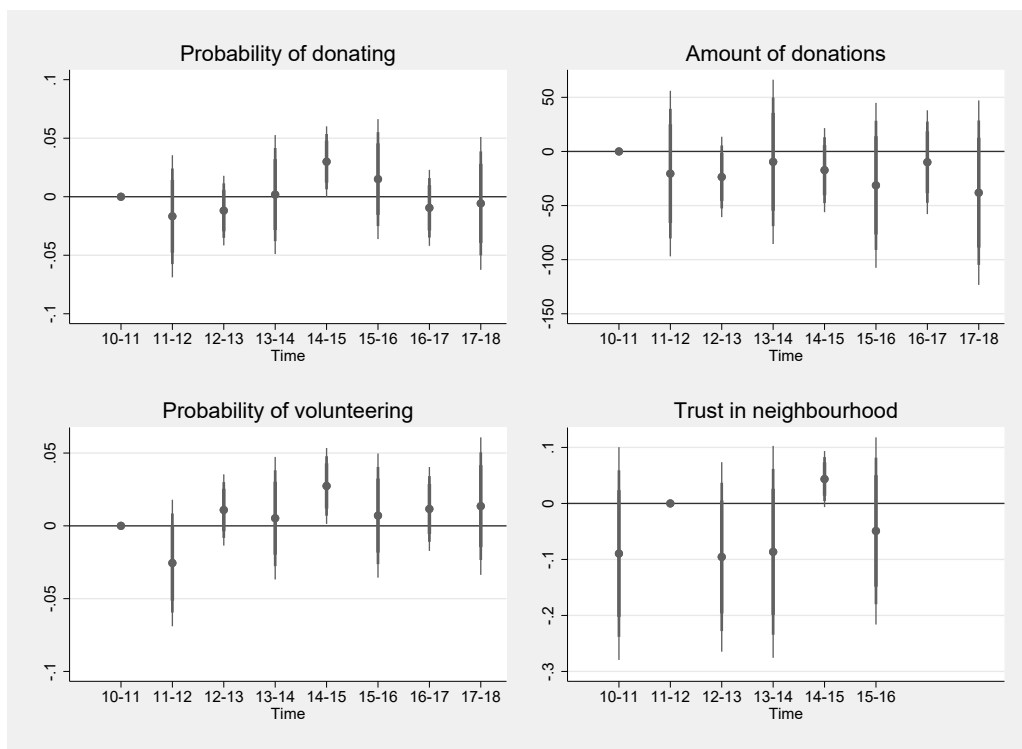 Probability of donating
.1
.05
0
-.05
-.1
10-11 11-12 12-13 13-14 14-15 15-16 16-17 17-18
Time
Amount of donations
50
0
-50
-100
-150
10-11 11-12 12-13 13-14 14-15 15-16 16-17 17-18
Time
Probability of volunteering
.05
0
-.05
-.1
10-11 11-12 12-13 13-14 14-15 15-16 16-17 17-18
Time
Trust in neighbourhood
.1
0
-.1
-.2
-.3
10-11 11-12 12-13 13-14 14-15 15-16
Time